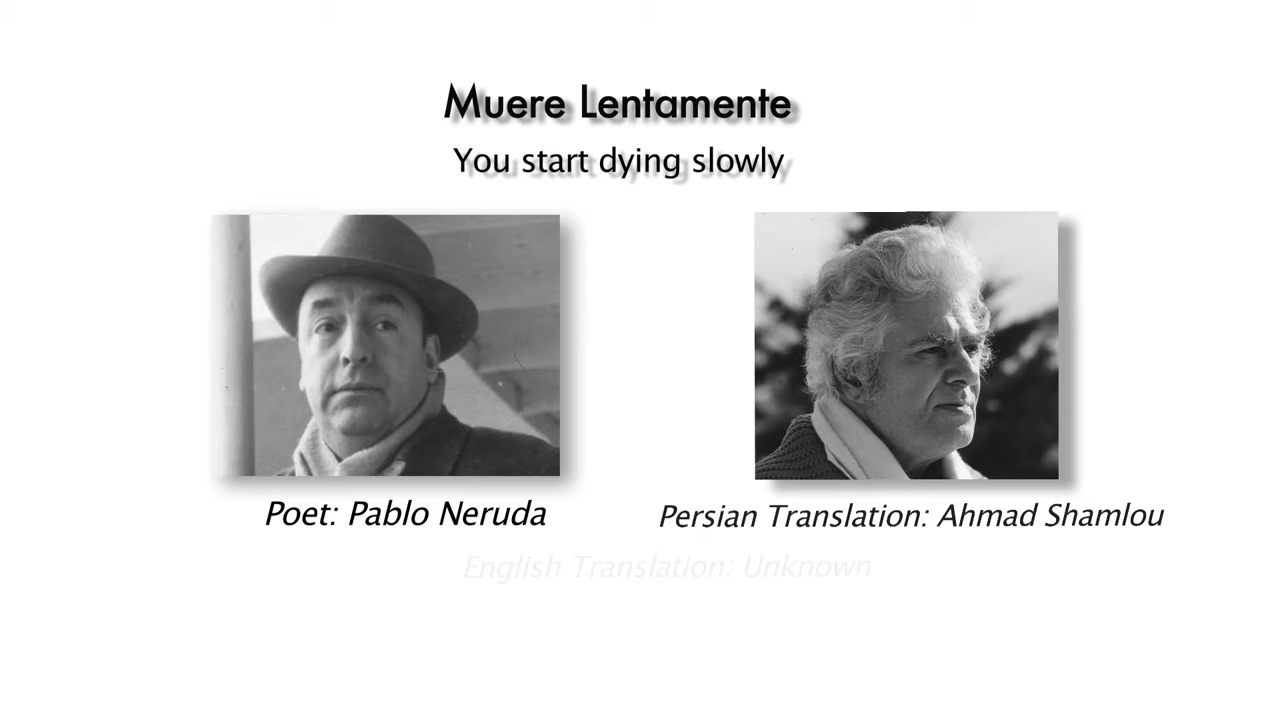 Muere Lentamente
You start dying slowly
Poet: Pablo Neruda
Persian Translation: Ahmad Shamlou
English Translation: Unknown